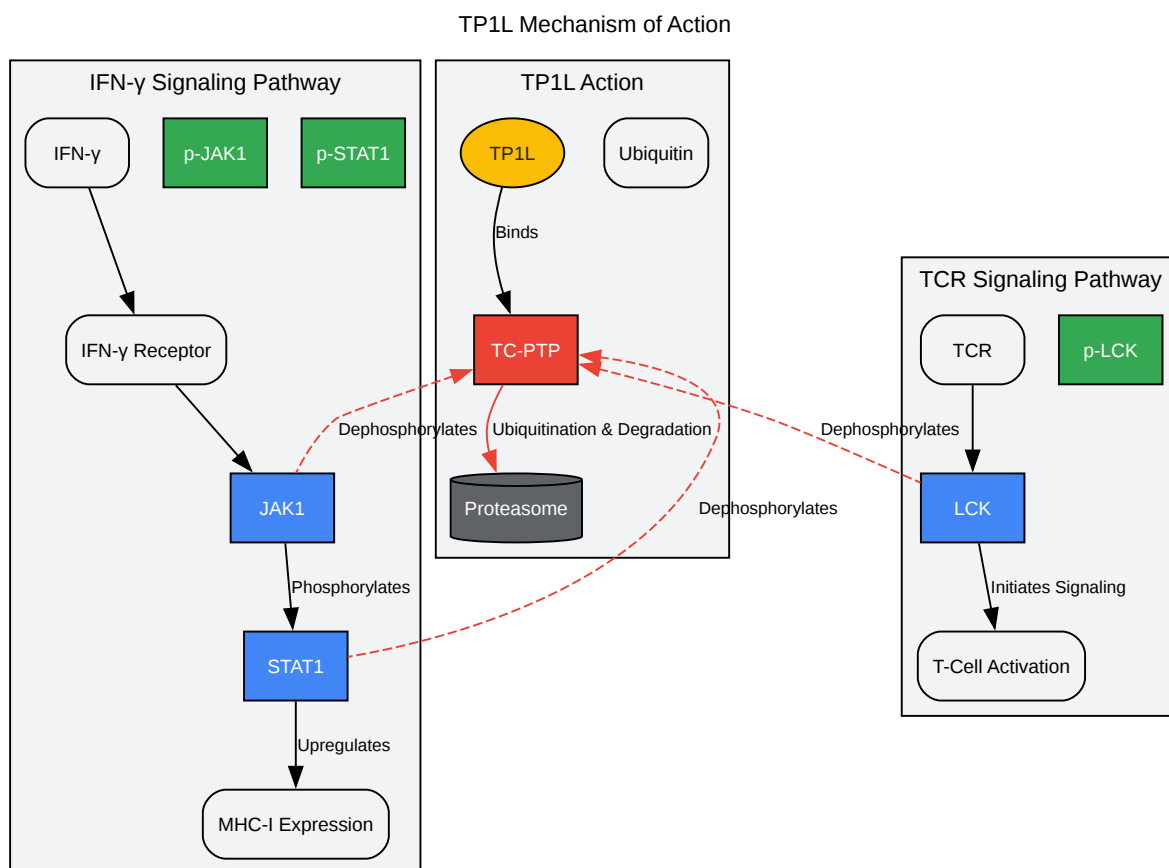 TP1L Mechanism of Action
IFN-γ Signaling Pathway
IFN-γ
p-JAK1
p-STAT1
IFN-γ Receptor
JAK1
Phosphorylates
STAT1
Upregulates
MHC-I Expression
Dephosphorylates
TP1L Action
TP1L
Ubiquitin
Binds
TC-PTP
Ubiquitination & Degradation
Proteasome
Dephosphorylates
Dephosphorylates
TCR Signaling Pathway
TCR
p-LCK
LCK
Initiates Signaling
T-Cell Activation